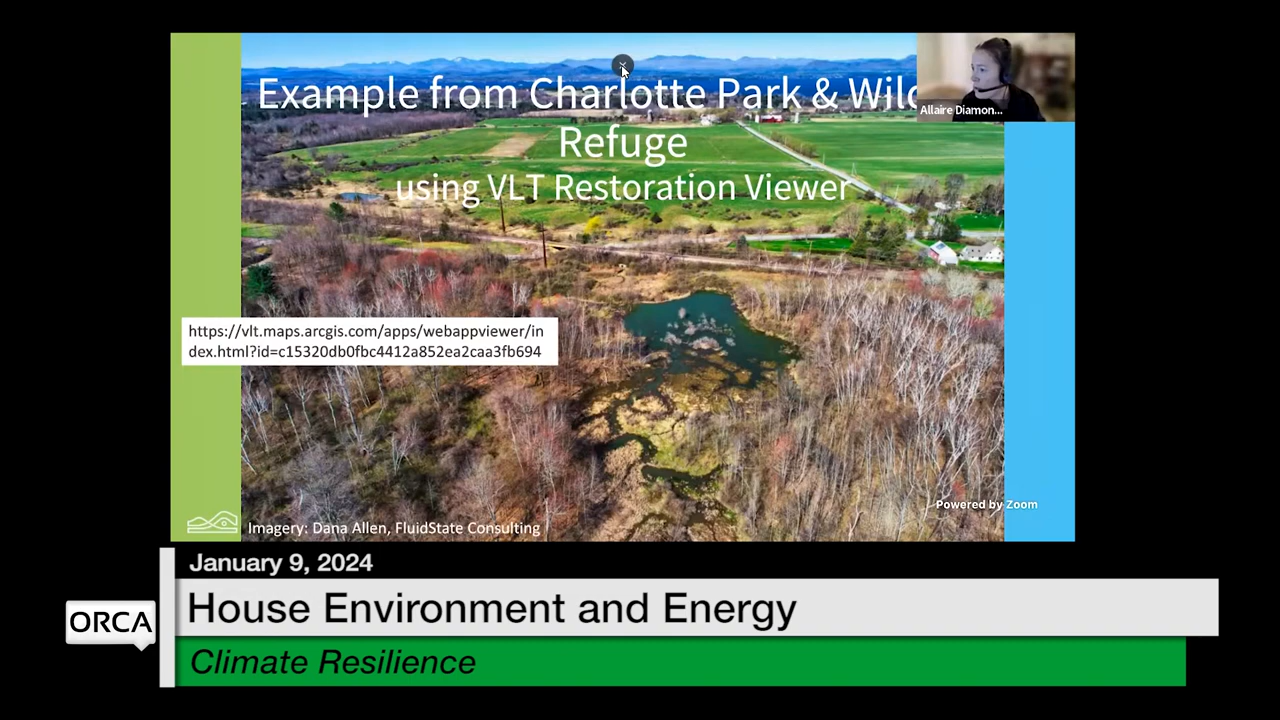 Example from Charlotte Park & Wild
Refuge
using VLT Restoration Viewer
Allaire Diamon...
https://vlt.maps.arcgis.com/apps/webappviewer/in
dex.html?id=c15320db0fbc4412a852ea2caa3fb694
Powered by Zoom
Imagery: Dana Allen, FluidState Consulting
January 9, 2024
House Environment and Energy
ORCA
Climate Resilience